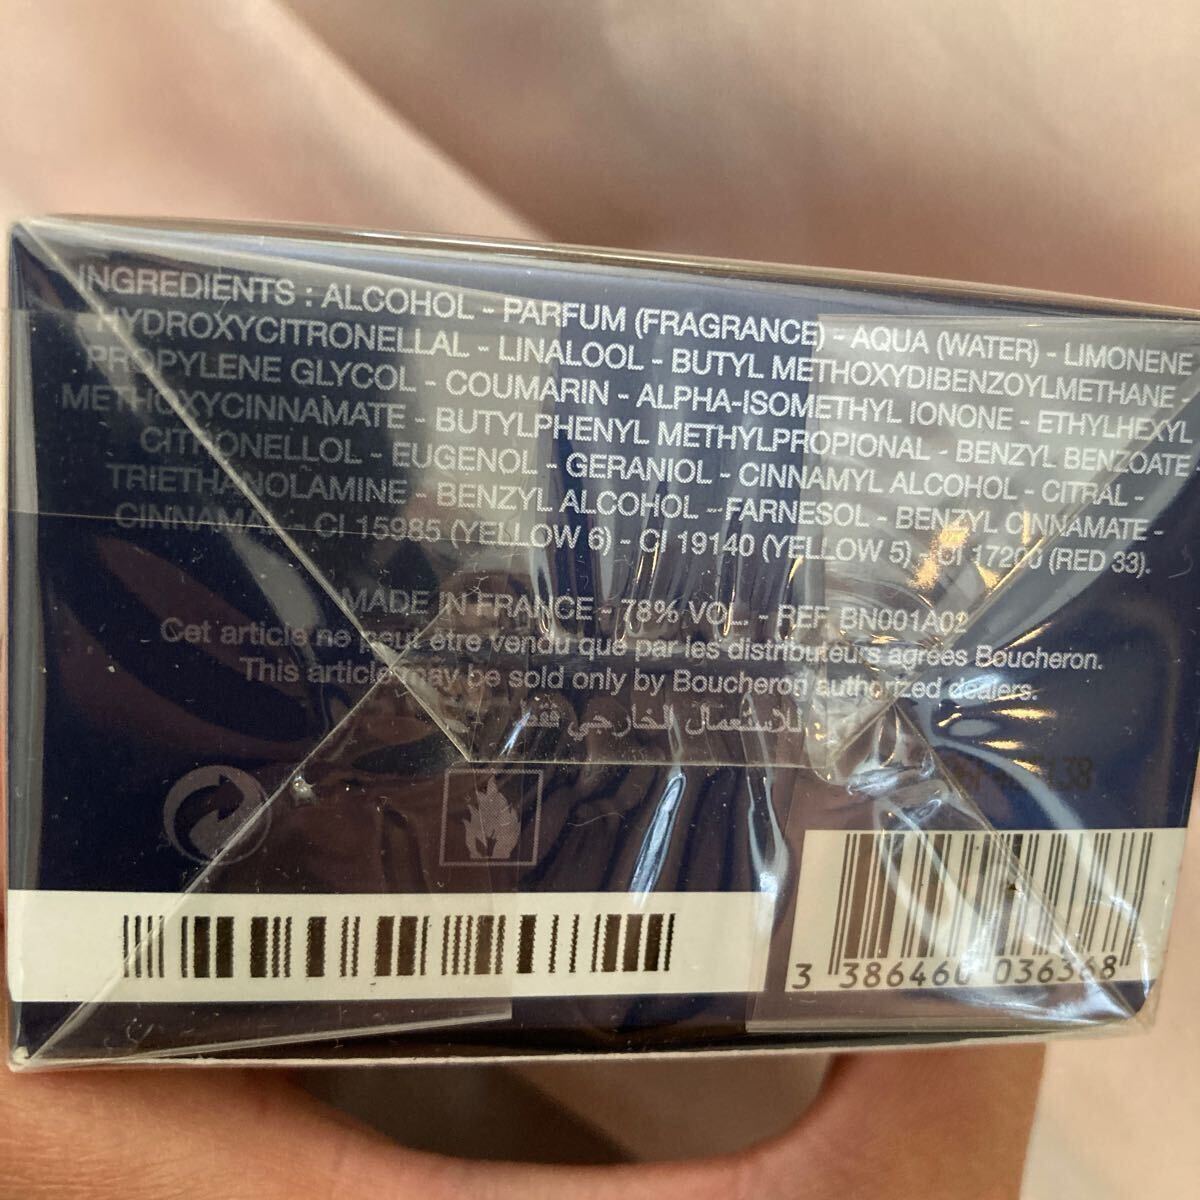 INGREDIENTS : ALCOHOL - PARFUM (FRAGRANCE) - AQUA (WATER) - LIMONENE
HYDROXYCITRONELLAL - LINALOOL - BUTYL METHOXYDIBENZOYLMETHANE -
PROPYLENE GLYCOL - COUMARIN - ALPHA-ISOMETHYL IONONE - ETHYLHEXYL
METHOXYCINNAMATE - BUTYLPHENYL METHYLPROPIONAL - BENZYL BENZOATE
CITRONELLOL - EUGENOL - GERANIOL - CINNAMYL ALCOHOL - CITRAL -
TRIETHANOLAMINE - BENZYL ALCOHOL - FARNESOL - BENZYL CINNAMATE -
CINNAMAL - CI 15985 (YELLOW 6) - CI 19140 (YELLOW 5) - CI 17200 (RED 33).
MADE IN FRANCE - 78% VOL. - REF. BN001A02
Cet article ne peut être vendu que par les distributeurs agréés Boucheron.
This article may be sold only by Boucheron authorized dealers.
للاستعمال الخارجي فقط
3 386460 036368